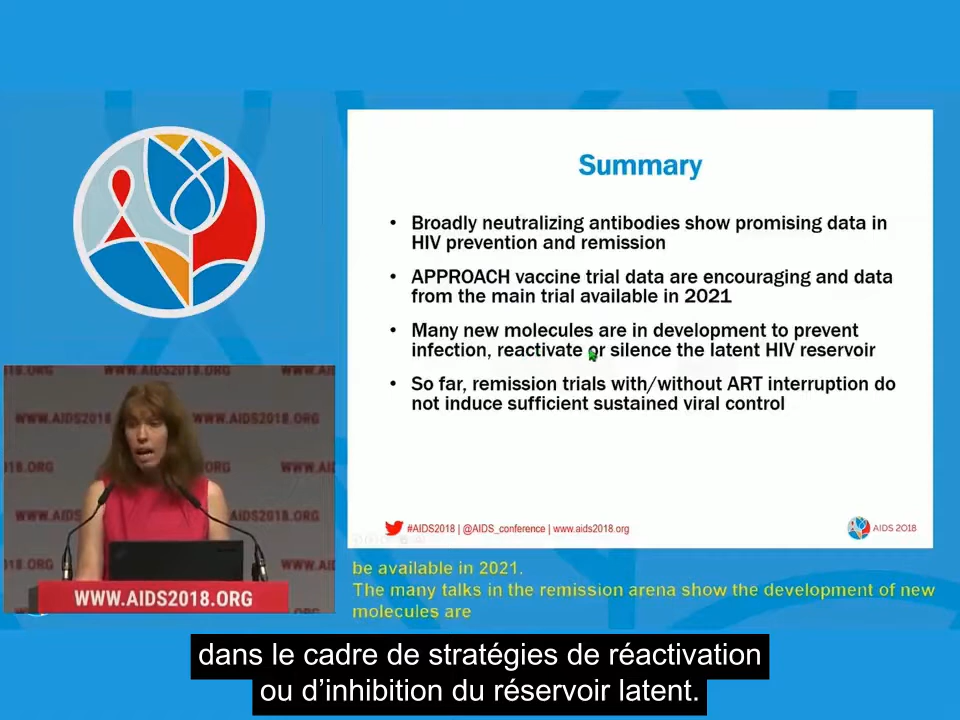 Summary
• Broadly neutralizing antibodies show promising data in
HIV prevention and remission
• APPROACH vaccine trial data are encouraging and data
from the main trial available in 2021
• Many new molecules are in development to prevent
infection, reactivate or silence the latent HIV reservoir
• So far, remission trials with/without ART interruption do
not induce sufficient sustained viral control
#AIDS2018 | @AIDS_conference | www.aids2018.org
AIDS 2018
WWW.AIDS2018.ORG
WWW.AIDS2018.ORG
WWW.AIDS2018.ORG
be available in 2021.
The many talks in the remission arena show the development of new
molecules are
dans le cadre de stratégies de réactivation
ou d’inhibition du réservoir latent.